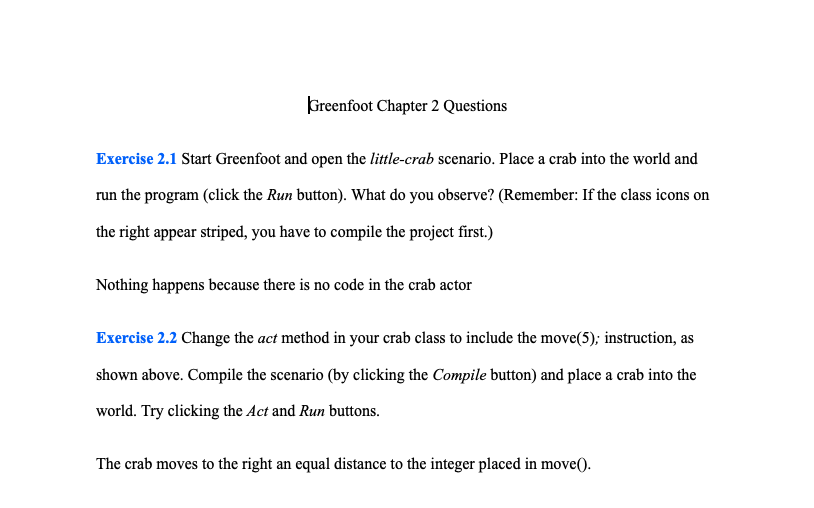 Greenfoot Chapter 2 Questions
Exercise 2.1 Start Greenfoot and open the little-crab scenario. Place a crab into the world and
run the program (click the Run button). What do you observe? (Remember: If the class icons on
the right appear striped, you have to compile the project first.)
Nothing happens because there is no code in the crab actor
Exercise 2.2 Change the act method in your crab class to include the move(5); instruction, as
shown above. Compile the scenario (by clicking the Compile button) and place a crab into the
world. Try clicking the Act and Run buttons.
The crab moves to the right an equal distance to the integer placed in move().